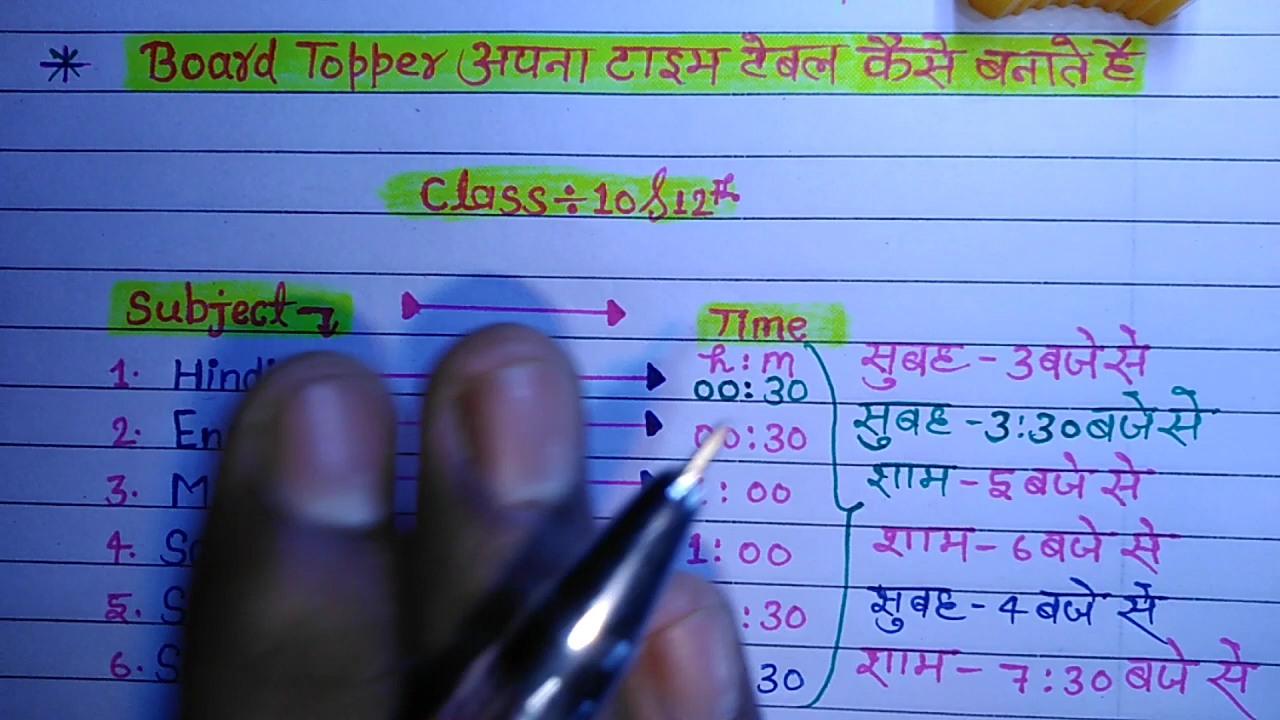 * Board Topper अपना टाइम टेबल कैसे बनाते है
Class÷10 & 12th
Subject Time
h:m
1. Hindi 00:30 सुबह - 3 बजे से
2. 00:30 सुबह - 3:30 बजे से
3. : 00 शाम - 5 बजे से
4. 1:00 शाम - 6 बजे से
5. :30 सुबह - 4 बजे से
6. 30 शाम - 7:30 बजे से